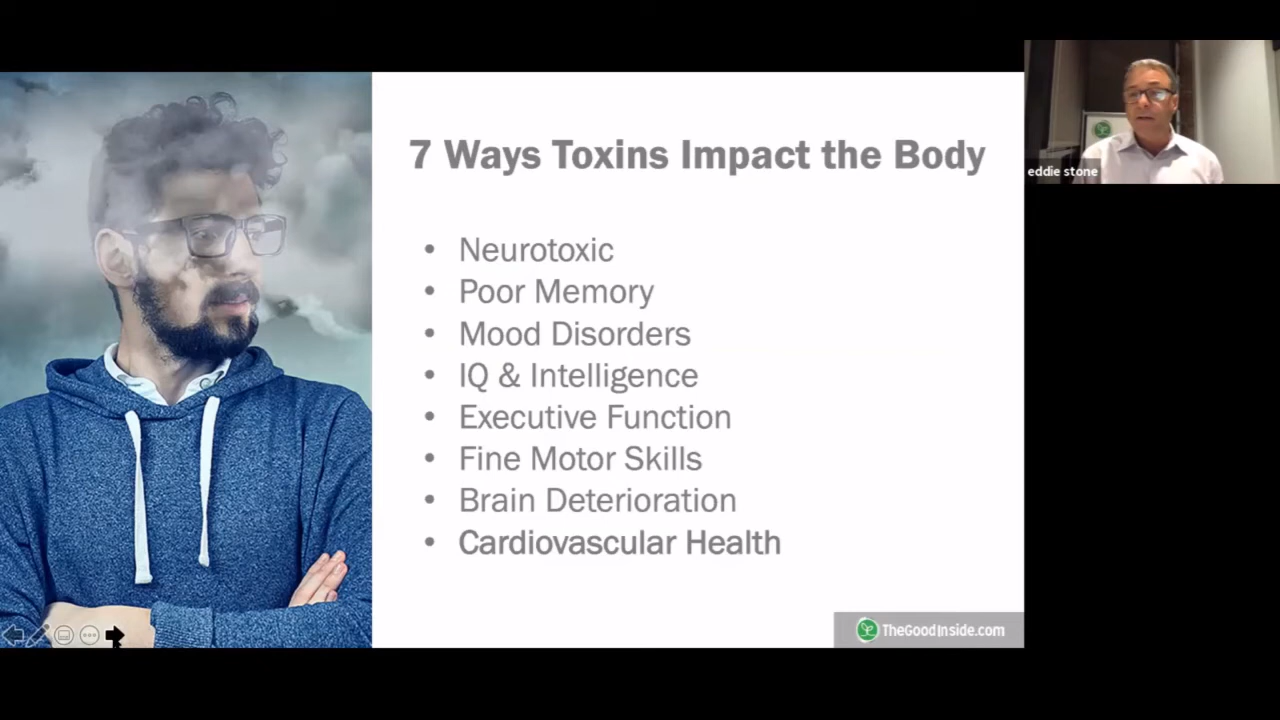 7 Ways Toxins Impact the Body
• Neurotoxic
• Poor Memory
• Mood Disorders
• IQ & Intelligence
• Executive Function
• Fine Motor Skills
• Brain Deterioration
• Cardiovascular Health
TheGoodInside.com
eddie stone